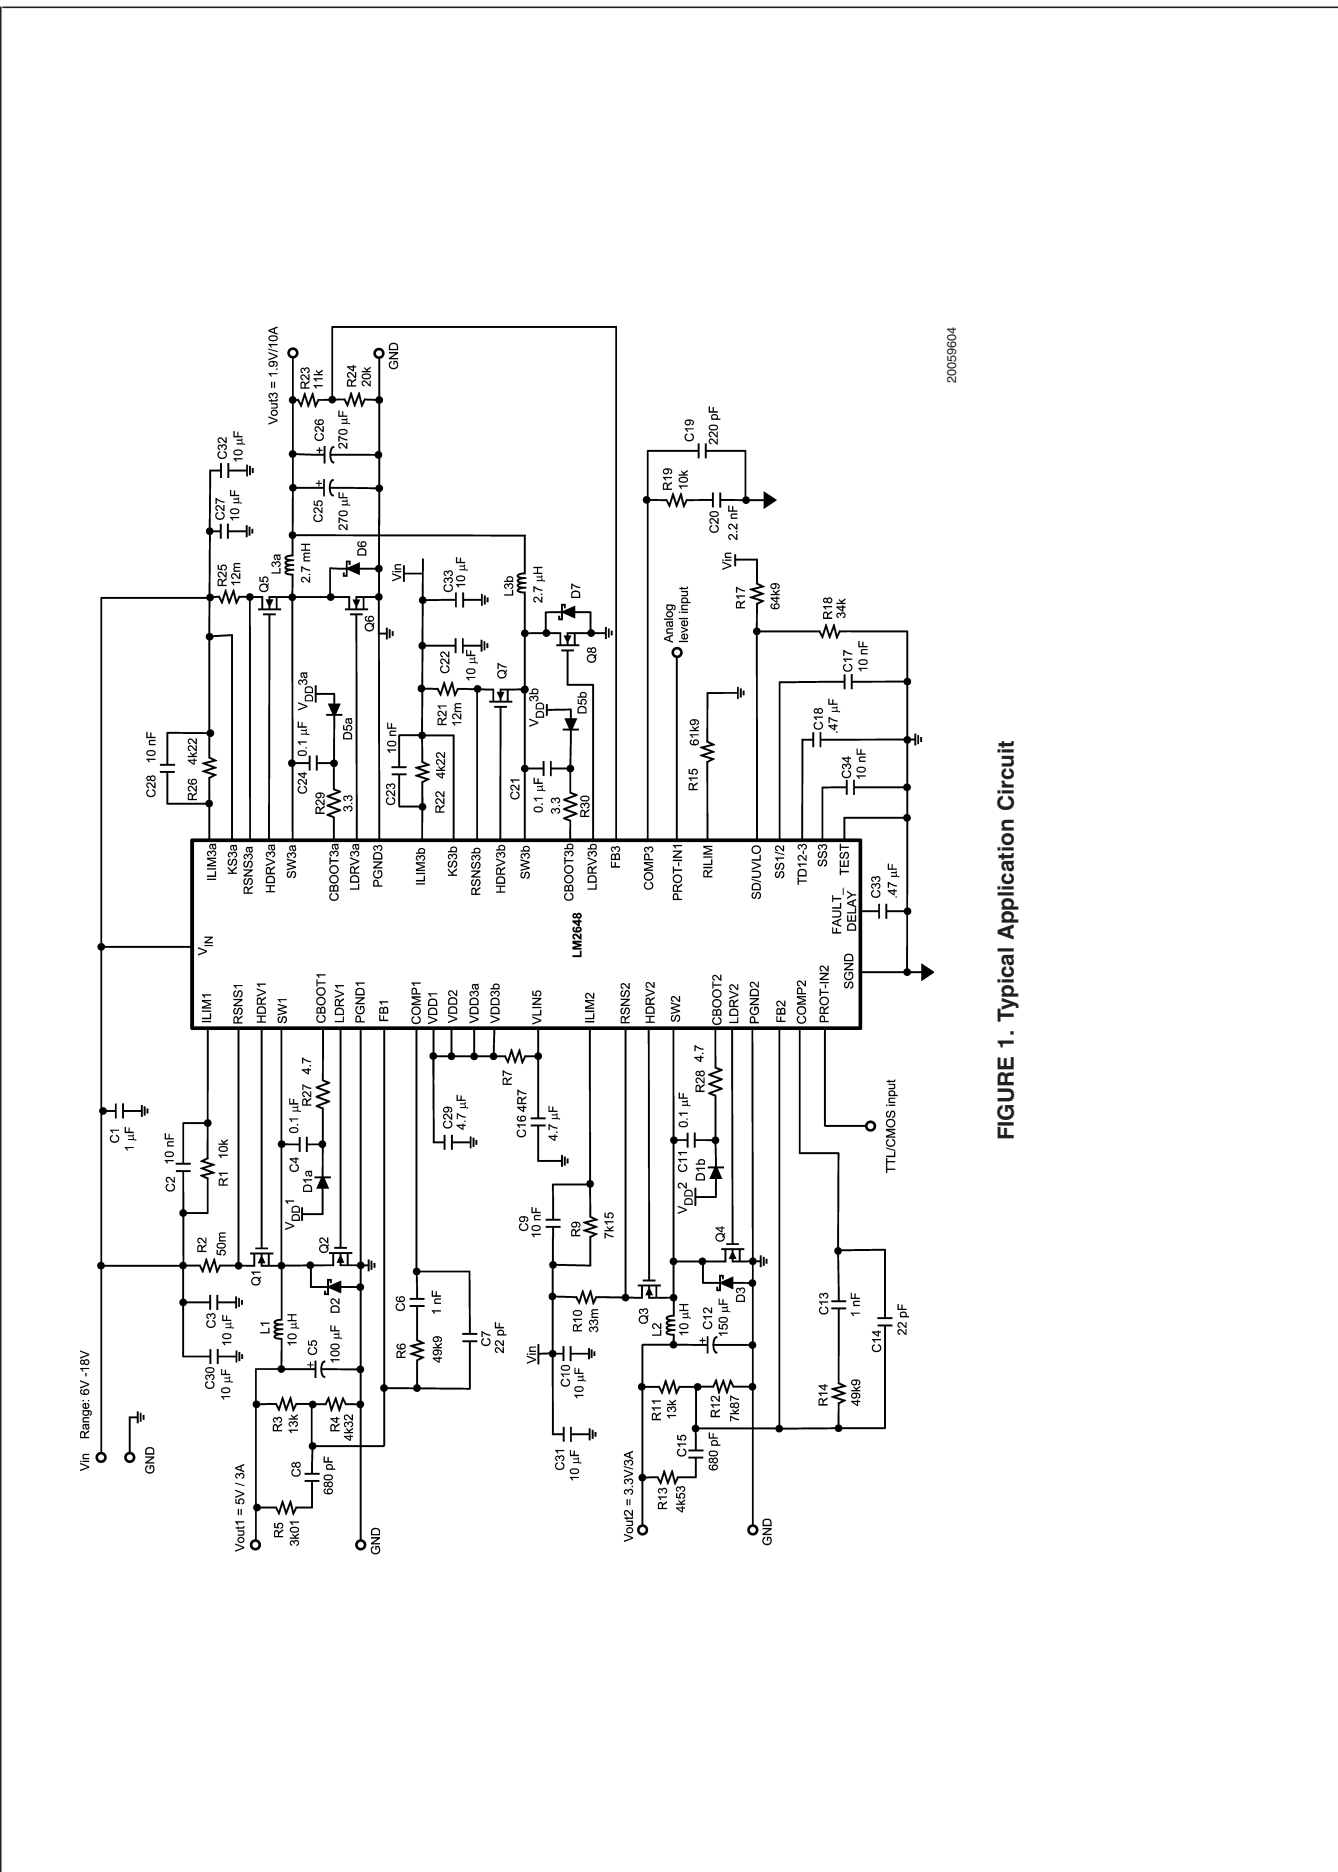 Vin Range: 6V -18V
GND
C1
1 µF
C2 10 nF
R1 10k
R2
50m
C3
10 µF
C30
10 µF
Q1
L1
10 µH
Vout1 = 5V / 3A
R5
3k01
C8
680 pF
R3
13k
R4
4k32
C5
100 µF
GND
D2
Q2
VDD1
D1a
C4
0.1 µF
R27 4.7
C6
1 nF
R6
49k9
C7
22 pF
C29
4.7 µF
R7
C16 4R7
4.7 µF
C9
10 nF
R9
7k15
Vin
R10
33m
C10
10 µF
C31
10 µF
Q3
L2
10 µH
Vout2 = 3.3V/3A
R13
4k53
C15
680 pF
R11
13k
R12
7k87
C12
150 µF
GND
D3
Q4
VDD2
D1b
C11
0.1 µF
R28 4.7
C13
1 nF
R14
49k9
C14
22 pF
TTL/CMOS input
ILIM1
RSNS1
HDRV1
SW1
CBOOT1
LDRV1
PGND1
FB1
COMP1
VDD1
VDD2
VDD3a
VDD3b
VLIN5
ILIM2
RSNS2
HDRV2
SW2
CBOOT2
LDRV2
PGND2
FB2
COMP2
PROT-IN2
VIN
LM2648
SGND
FAULT_
DELAY
C33
.47 µF
ILIM3a
KS3a
RSNS3a
HDRV3a
SW3a
CBOOT3a
LDRV3a
PGND3
ILIM3b
KS3b
RSNS3b
HDRV3b
SW3b
CBOOT3b
LDRV3b
FB3
COMP3
PROT-IN1
RILIM
SD/UVLO
SS1/2
TD12-3
SS3
TEST
C28 10 nF
R26 4k22
R25
12m
C27
10 µF
C32
10 µF
Q5
L3a
2.7 mH
C24 0.1 µF
VDD3a
D5a
R29
3.3
D6
Q6
Vout3 = 1.9V/10A
C25
270 µF
C26
270 µF
R23
11k
R24
20k
GND
C23 10 nF
R22 4k22
Vin
R21
12m
C22
10 µF
C33
10 µF
Q7
L3b
2.7 µH
C21
0.1 µF
VDD3b
D5b
3.3
R30
D7
Q8
R19
10k
C20
2.2 nF
C19
220 pF
Analog
level input
R15 61k9
Vin
R17
64k9
R18
34k
C17
10 nF
C18
.47 µF
C34
10 nF
20059604
FIGURE 1. Typical Application Circuit